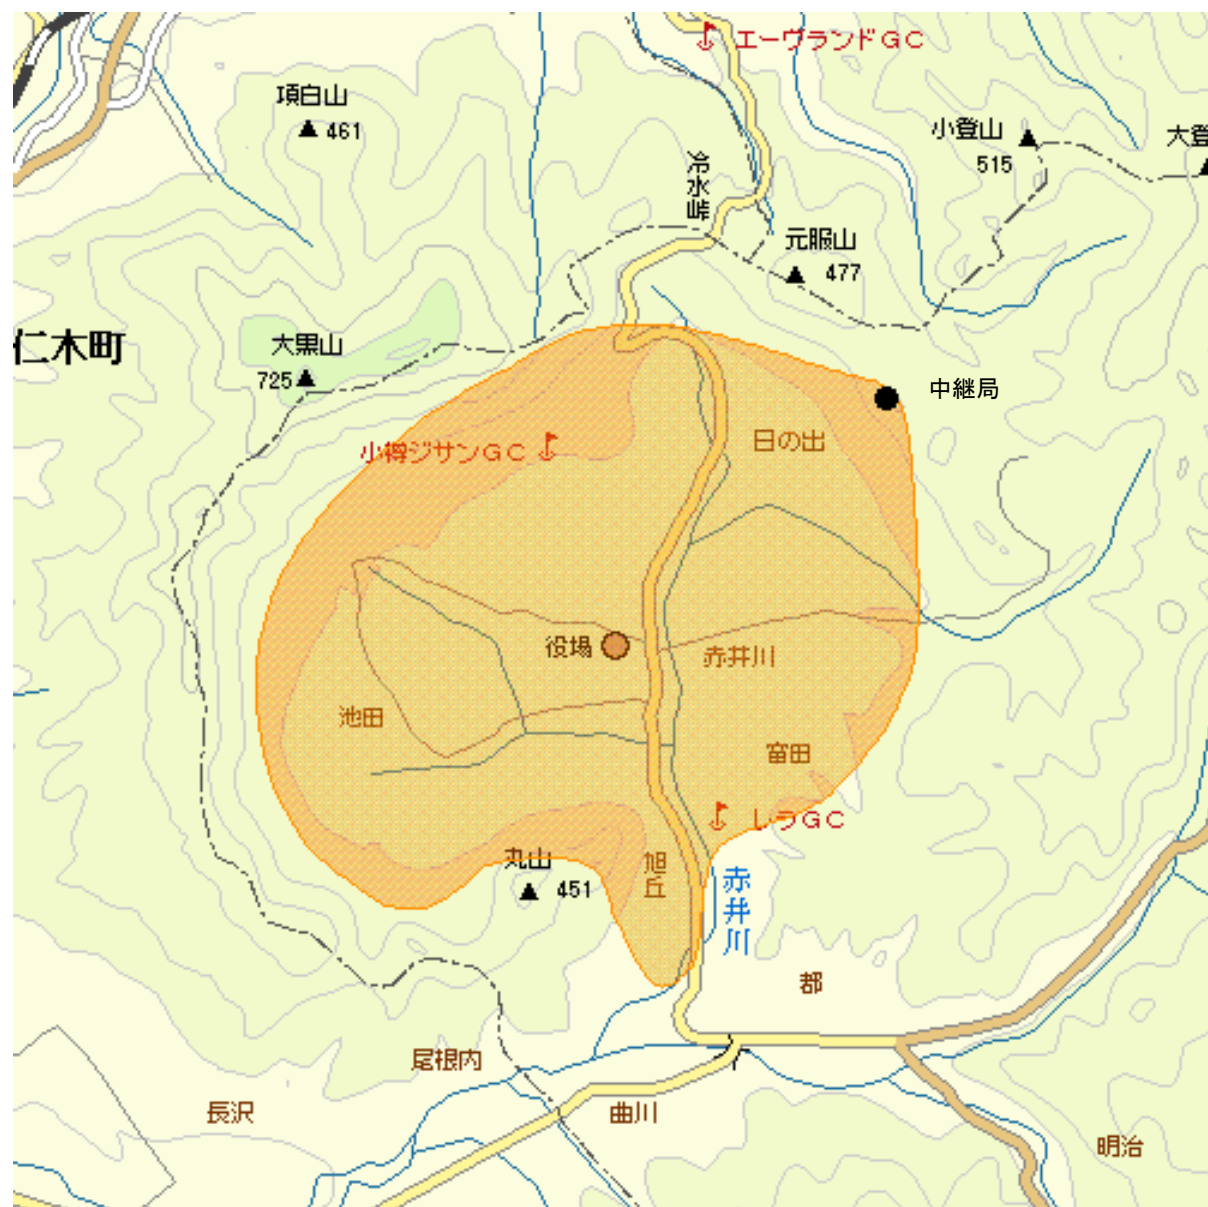 エーヴランドGC
項白山
461
小登山
515
大登
冷水峠
元服山
477
仁木町
大黒山
725
中継局
小樽ジサンGC
日の出
役場
赤井川
池田
富田
しラGC
丸山
451
旭丘
赤井川
都
尾根内
長沢
曲川
明治